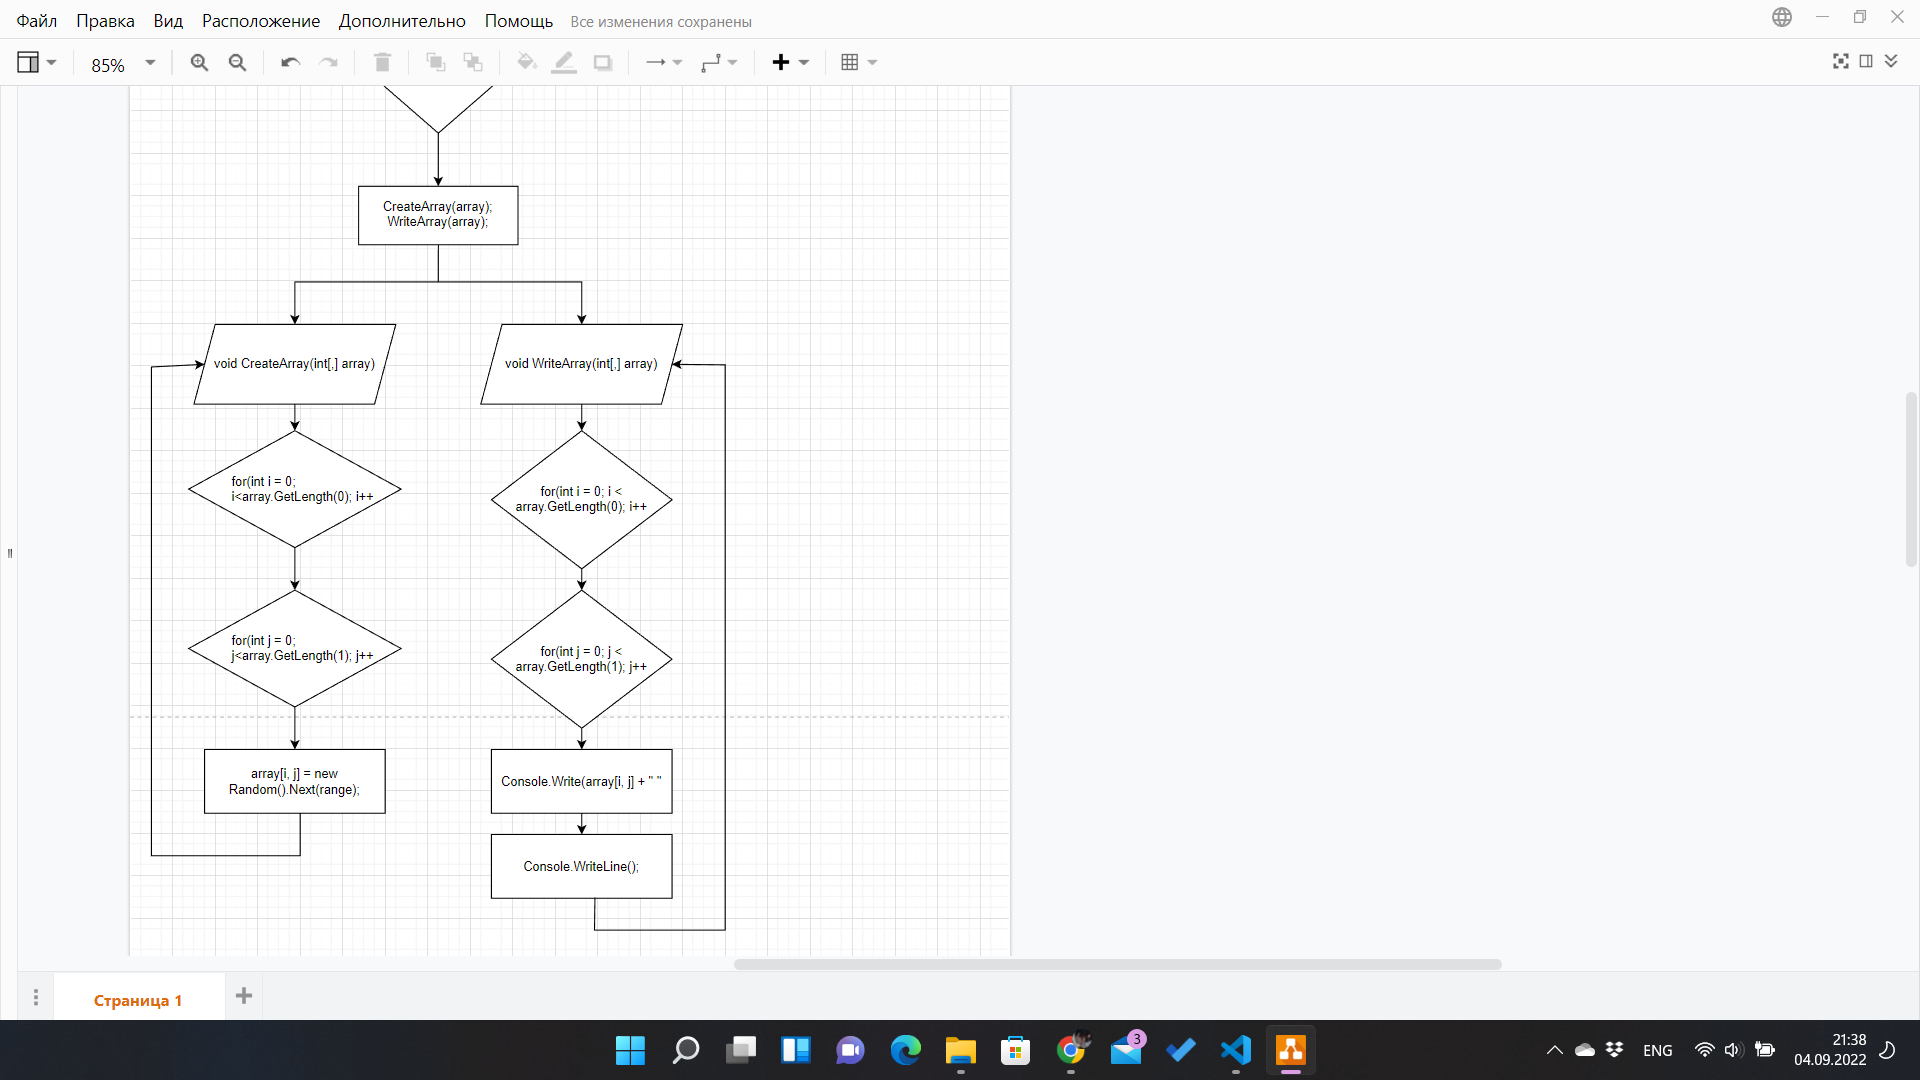 Файл Правка Вид Расположение Дополнительно Помощь Все изменения сохранены
85%
CreateArray(array);
WriteArray(array);
void CreateArray(int[,] array)
void WriteArray(int[,] array)
for(int i = 0;
i<array.GetLength(0); i++
for(int i = 0; i <
array.GetLength(0); i++
for(int j = 0;
j<array.GetLength(1); j++
for(int j = 0; j <
array.GetLength(1); j++
array[i, j] = new
Random().Next(range);
Console.Write(array[i, j] + " "
Console.WriteLine();
Страница 1
3
ENG
21:38
04.09.2022